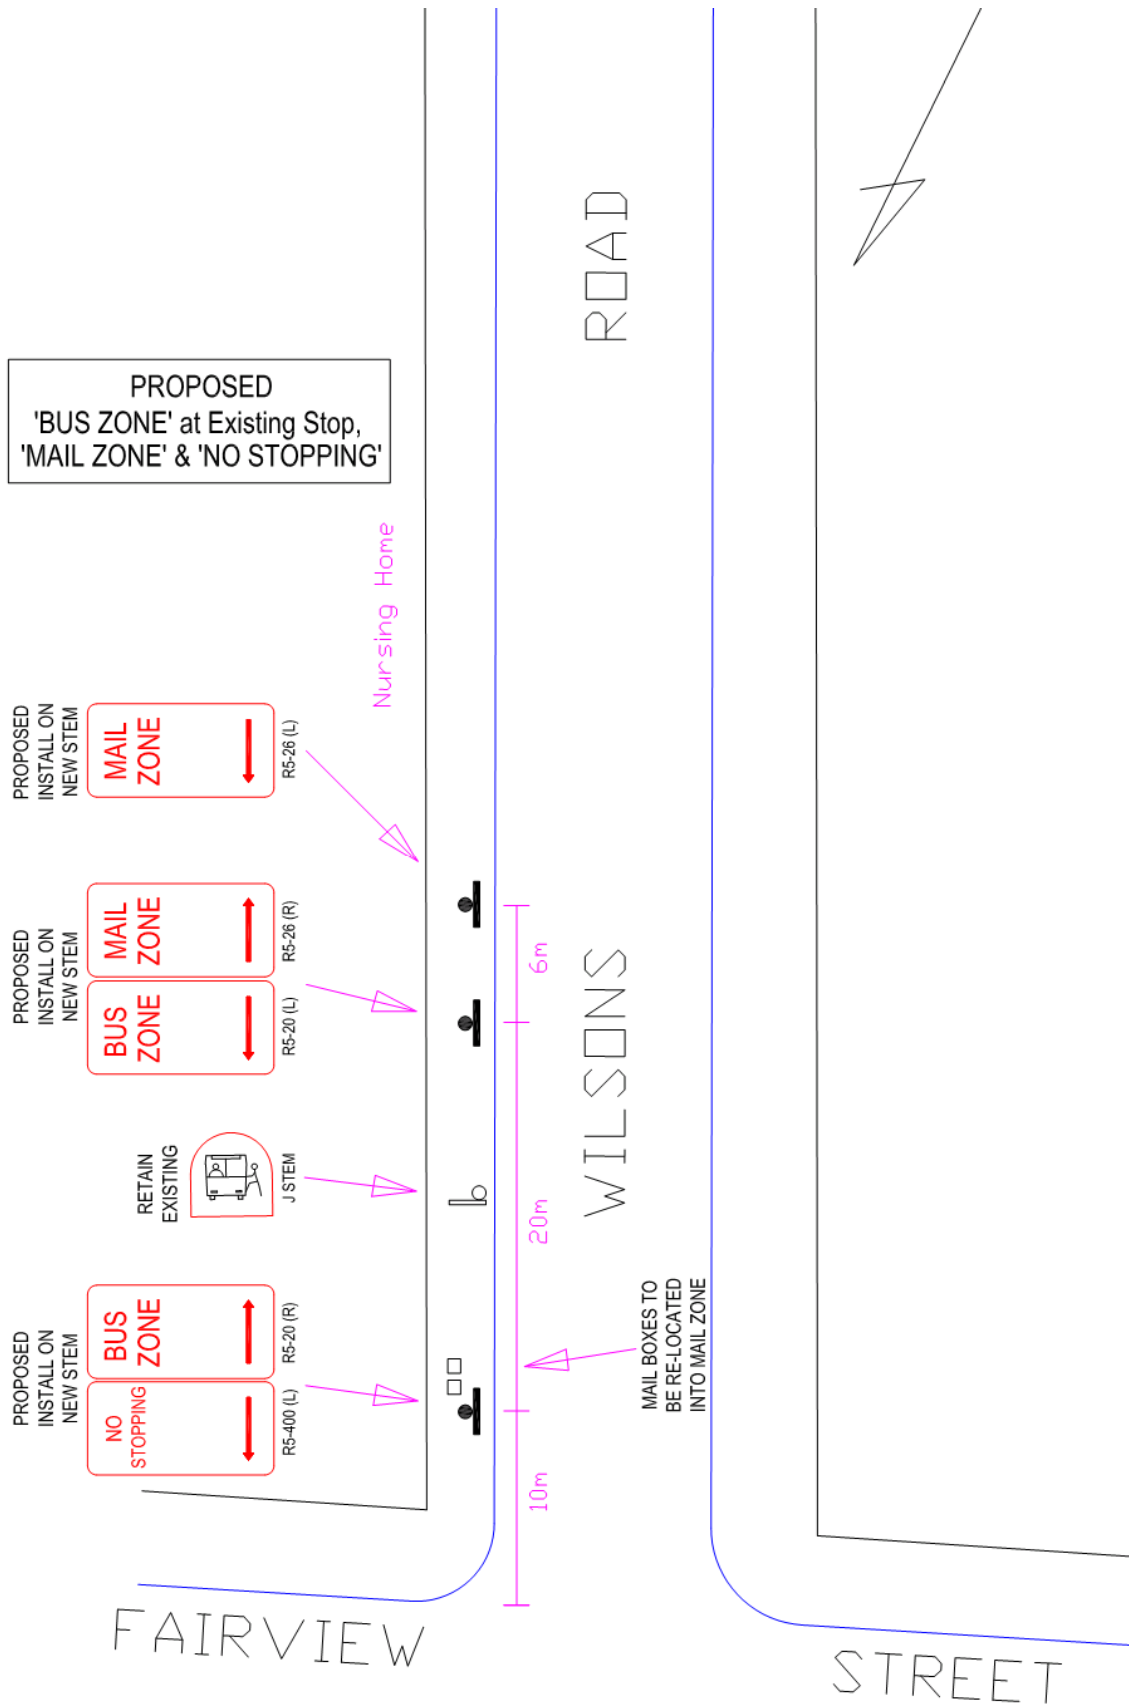 ROAD
PROPOSED
'BUS ZONE' at Existing Stop,
'MAIL ZONE' & 'NO STOPPING'
Nursing Home
PROPOSED
INSTALL ON
NEW STEM
MAIL
ZONE
R5-26 (L)
PROPOSED
INSTALL ON
NEW STEM
MAIL
ZONE
R5-26 (R)
BUS
ZONE
R5-20 (L)
6m
WILSONS
RETAIN
EXISTING
J STEM
20m
PROPOSED
INSTALL ON
NEW STEM
BUS
ZONE
R5-20 (R)
NO
STOPPING
R5-400 (L)
MAIL BOXES TO
BE RE-LOCATED
INTO MAIL ZONE
10m
FAIRVIEW
STREET